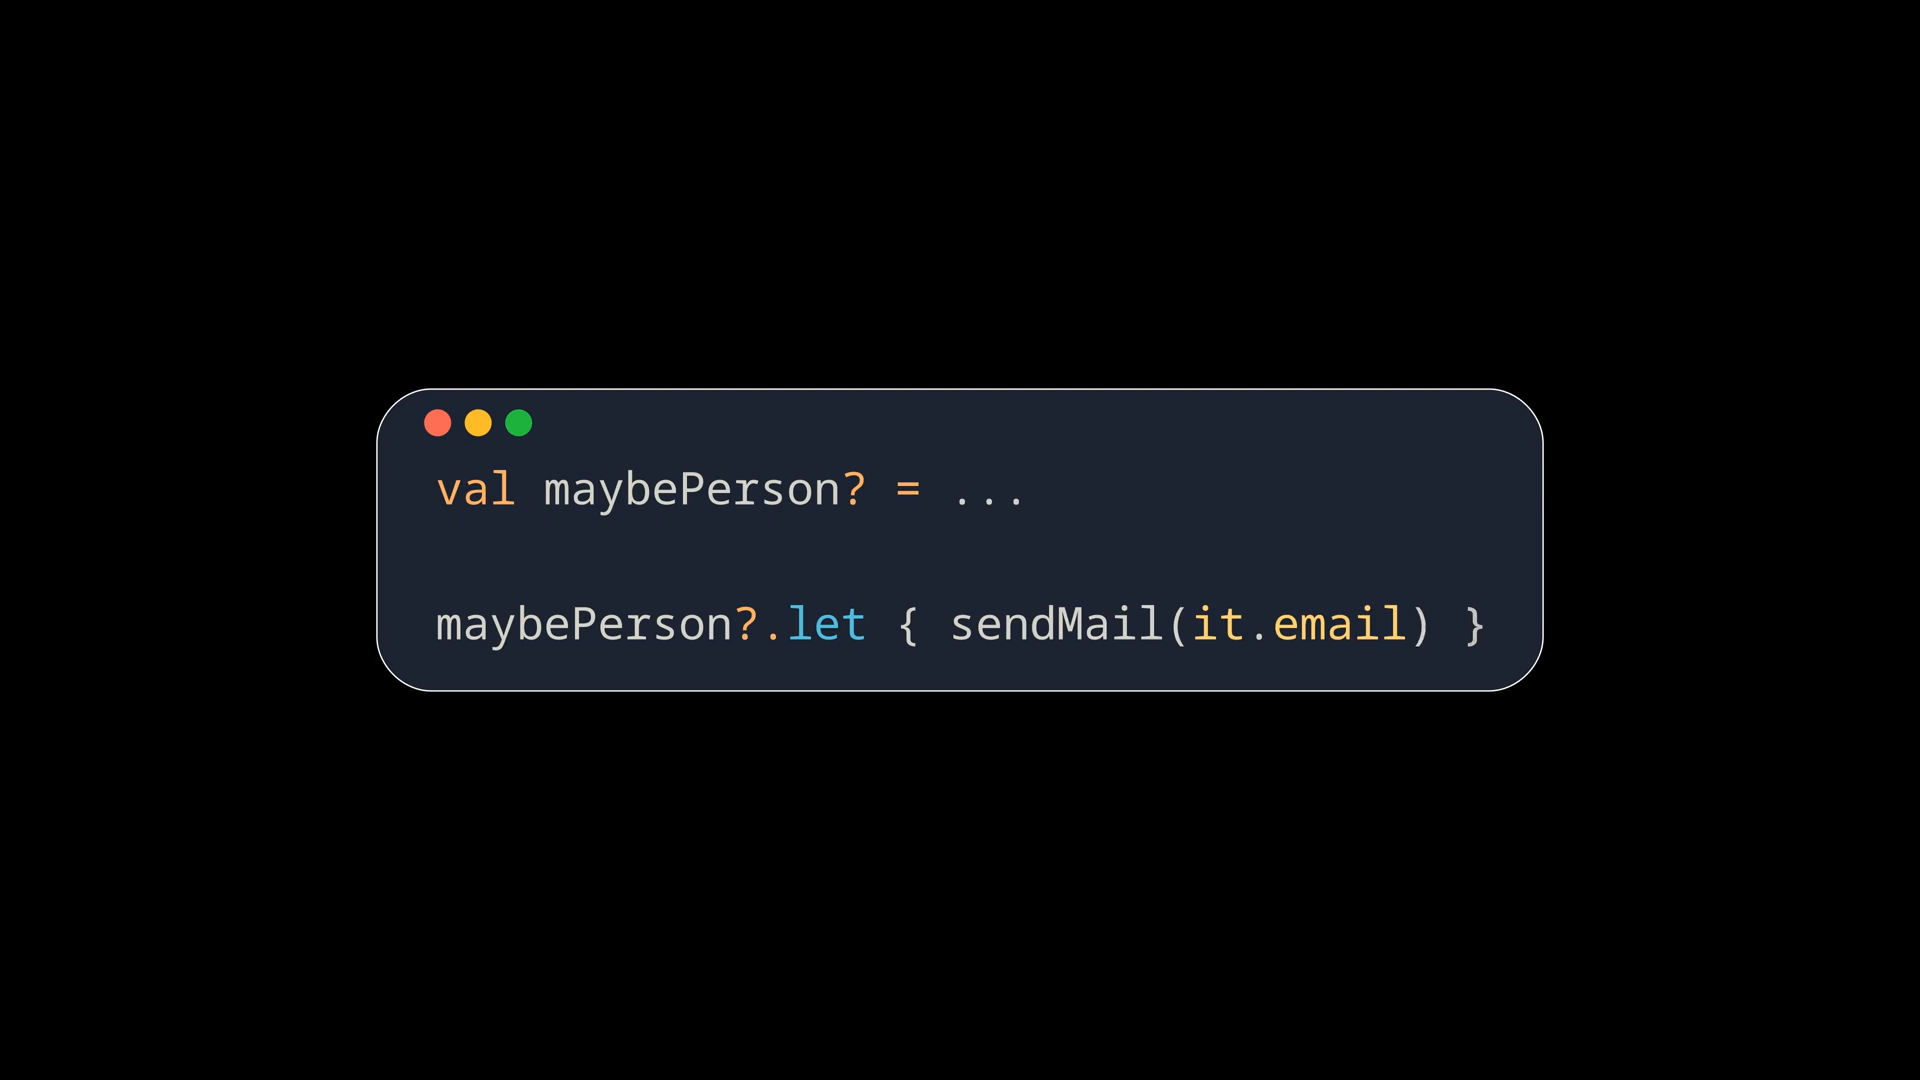 val maybePerson? = ...
maybePerson?.let { sendMail(it.email) }